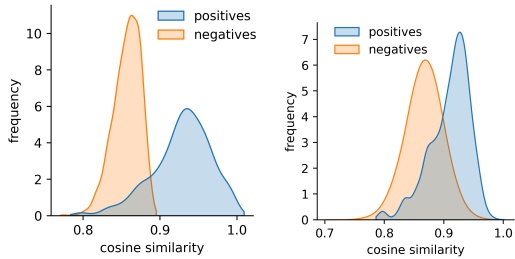 positives
negatives
10
8
6
4
2
0
frequency
0.8
0.9
1.0
cosine similarity
positives
negatives
7
6
5
4
3
2
1
0
frequency
0.7
0.8
0.9
1.0
cosine similarity